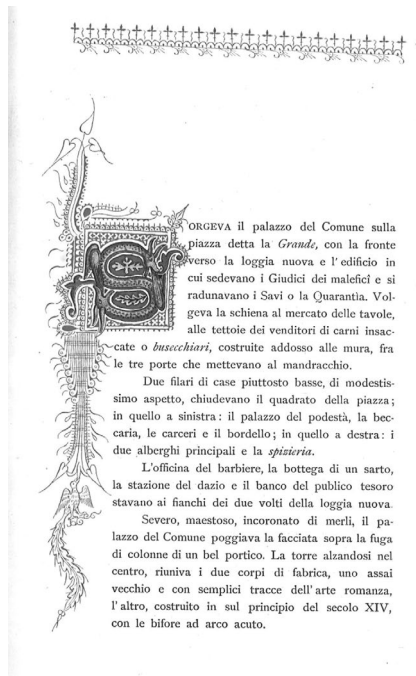 SORGEVA il palazzo del Comune sulla
piazza detta la Grande, con la fronte
verso la loggia nuova e l'edificio in
cui sedevano i Giudici dei maleficî e si
radunavano i Savi o la Quarantìa. Vol-
geva la schiena al mercato delle tavole,
alle tettoie dei venditori di carni insac-
cate o busecchiari, costruite addosso alle mura, fra
le tre porte che mettevano al mandracchio.
Due filari di case piuttosto basse, di modestis-
simo aspetto, chiudevano il quadrato della piazza;
in quello a sinistra: il palazzo del podestà, la bec-
caria, le carceri e il bordello; in quello a destra: i
due alberghi principali e la spizieria.
L'officina del barbiere, la bottega di un sarto,
la stazione del dazio e il banco del publico tesoro
stavano ai fianchi dei due volti della loggia nuova.
Severo, maestoso, incoronato di merli, il pa-
lazzo del Comune poggiava la facciata sopra la fuga
di colonne di un bel portico. La torre alzandosi nel
centro, riuniva i due corpi di fabrica, uno assai
vecchio e con semplici tracce dell'arte romanza,
l'altro, costruito in sul principio del secolo XIV,
con le bifore ad arco acuto.